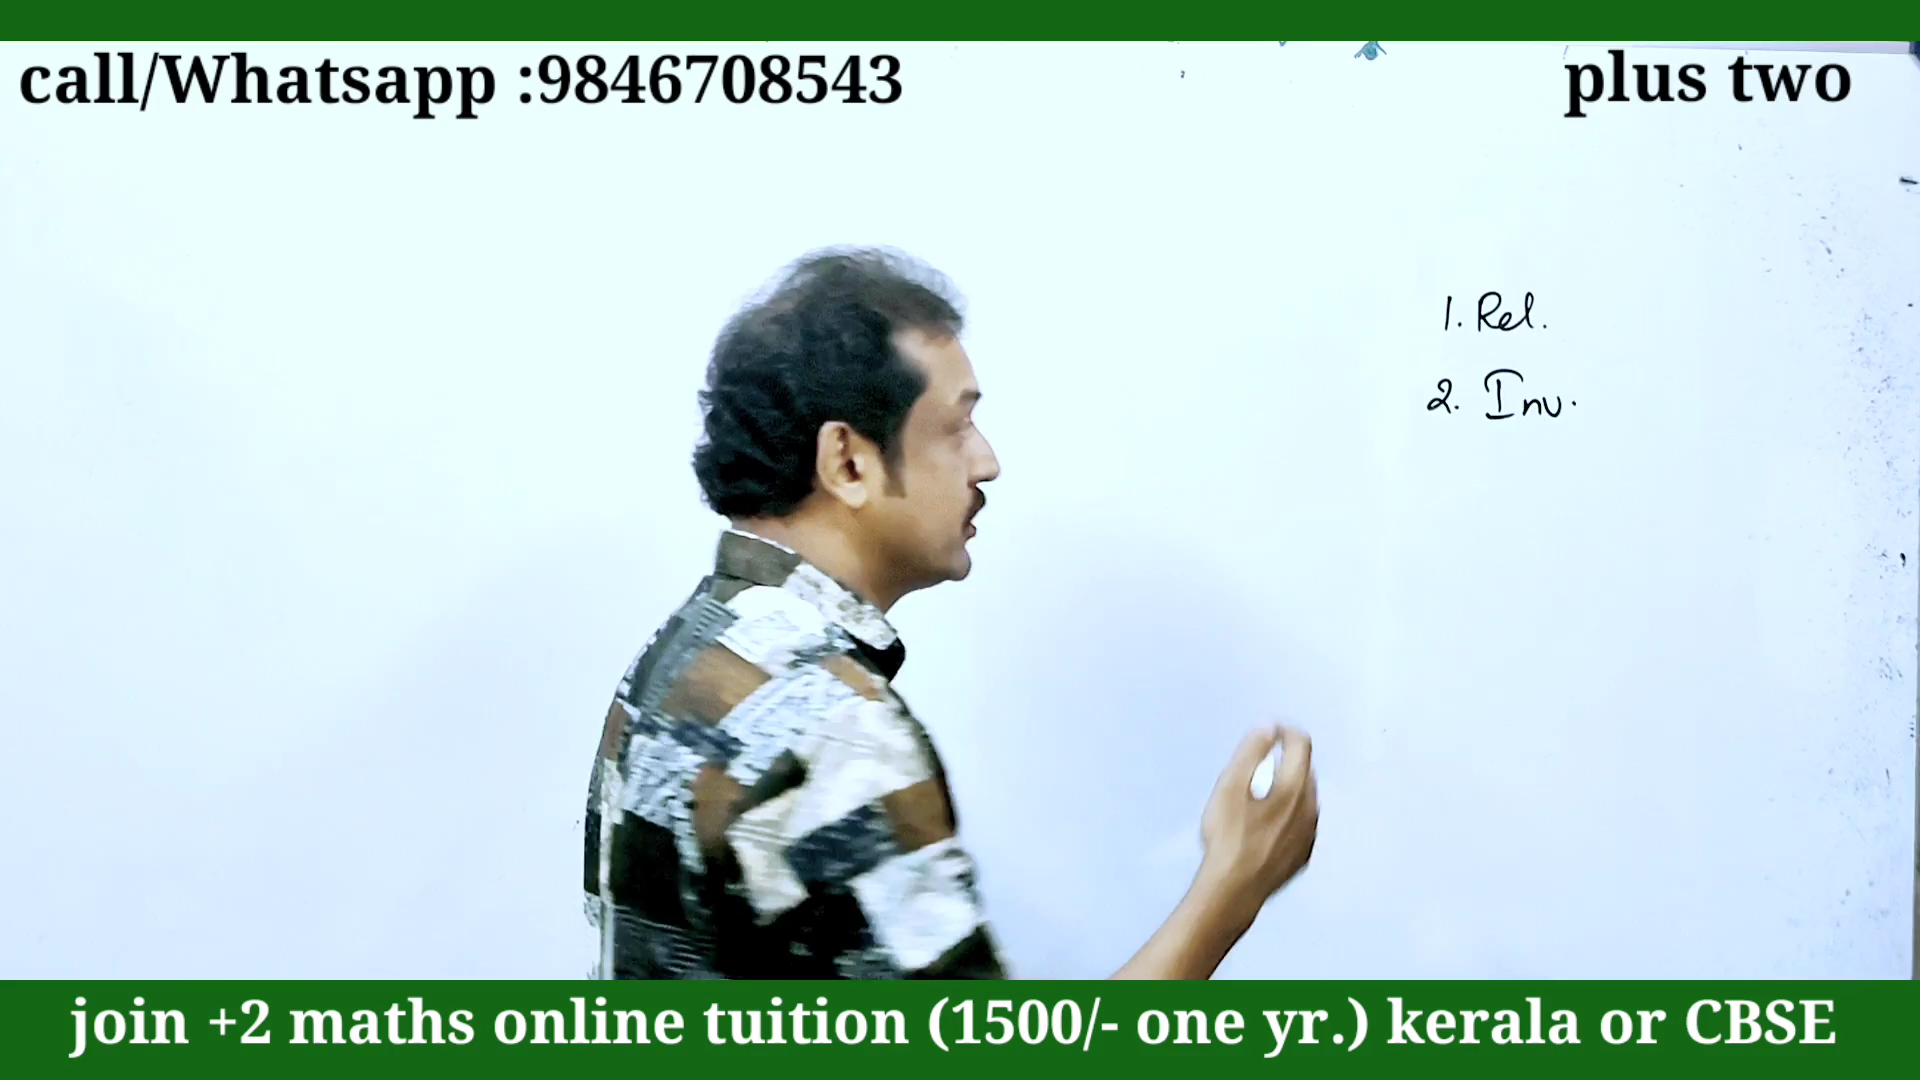 call/Whatsapp :9846708543
plus two
1. Rel.
2. Inv.
join +2 maths online tuition (1500/- one yr.) kerala or CBSE